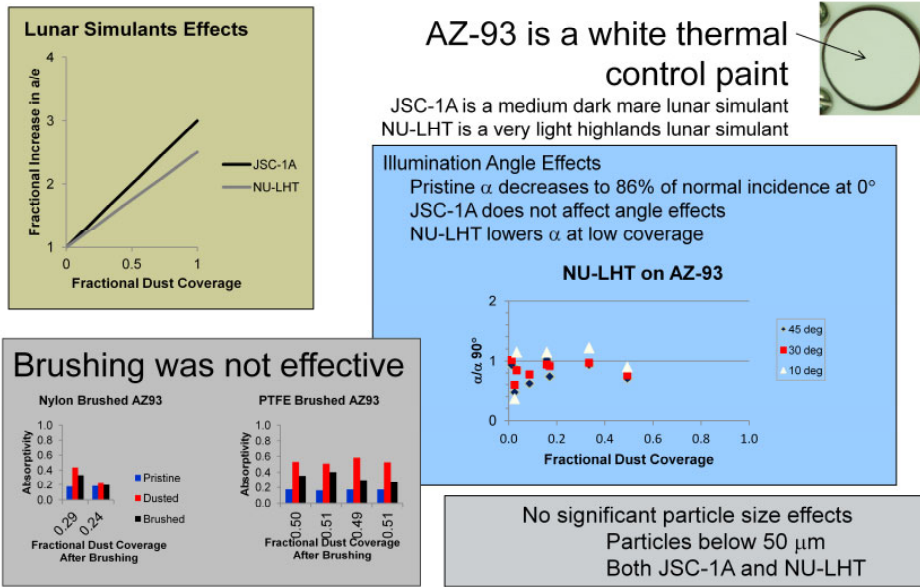 Lunar Simulants Effects
4
3
2
1
Fractional Increase in a/e
JSC-1A
NU-LHT
0
0.5
1
Fractional Dust Coverage
AZ-93 is a white thermal
control paint
JSC-1A is a medium dark mare lunar simulant
NU-LHT is a very light highlands lunar simulant
Illumination Angle Effects
Pristine α decreases to 86% of normal incidence at 0°
JSC-1A does not affect angle effects
NU-LHT lowers α at low coverage
NU-LHT on AZ-93
2
1
0
α/α 90°
0.0
0.2
0.4
0.6
0.8
1.0
Fractional Dust Coverage
45 deg
30 deg
10 deg
Brushing was not effective
Nylon Brushed AZ93
1.0
0.8
0.6
0.4
0.2
0.0
Absorptivity
0.29
0.24
Fractional Dust Coverage
After Brushing
Pristine
Dusted
Brushed
PTFE Brushed AZ93
1.0
0.8
0.6
0.4
0.2
0.0
Absorptivity
0.50
0.51
0.49
0.51
Fractional Dust Coverage
After Brushing
No significant particle size effects
Particles below 50 μm
Both JSC-1A and NU-LHT